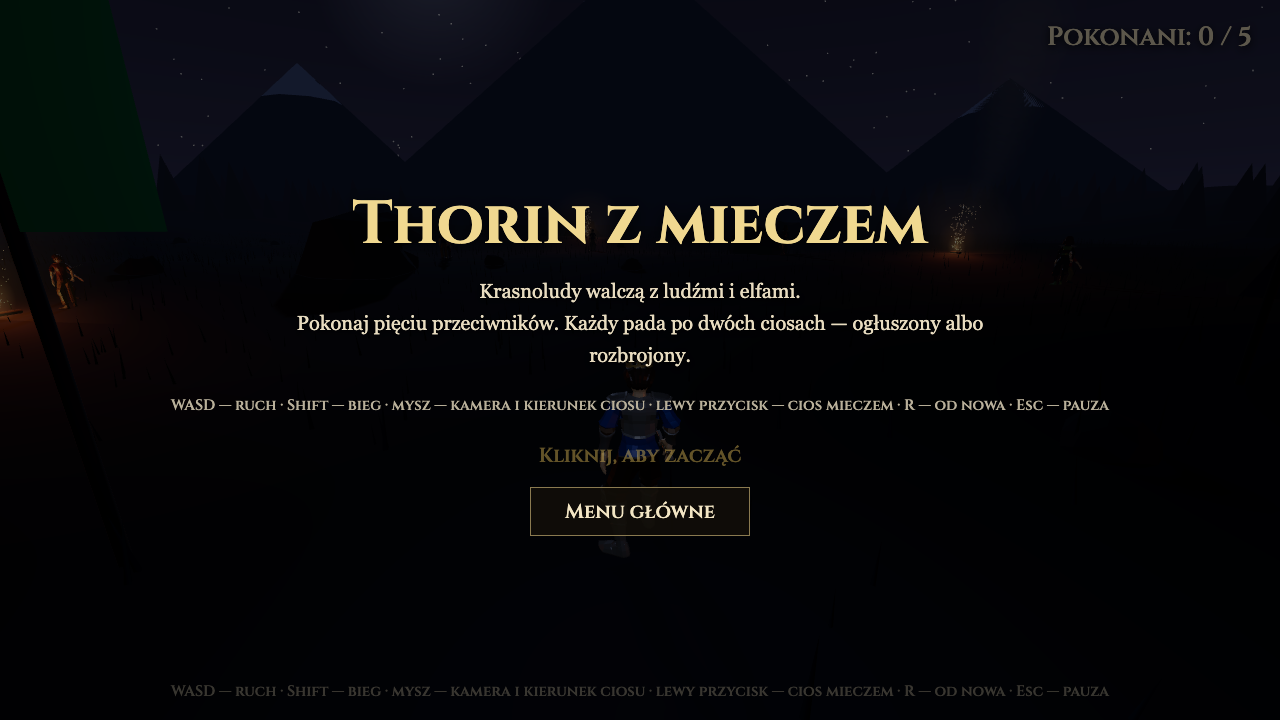 Pokonani: 0 / 5
Thorin z mieczem
Krasnoludy walczą z ludźmi i elfami.
Pokonaj pięciu przeciwników. Każdy pada po dwóch ciosach — ogłuszony albo
rozbrojony.
WASD — ruch · Shift — bieg · mysz — kamera i kierunek ciosu · lewy przycisk — cios mieczem · R — od nowa · Esc — pauza
Kliknij, aby zacząć
Menu główne
WASD — ruch · Shift — bieg · mysz — kamera i kierunek ciosu · lewy przycisk — cios mieczem · R — od nowa · Esc — pauza